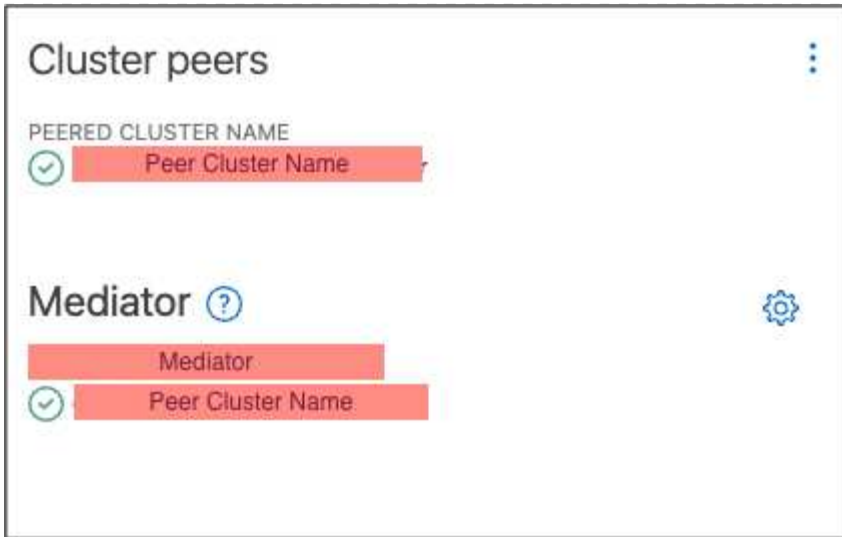 Cluster peers
PEERED CLUSTER NAME
Peer Cluster Name
Mediator
Mediator
Peer Cluster Name